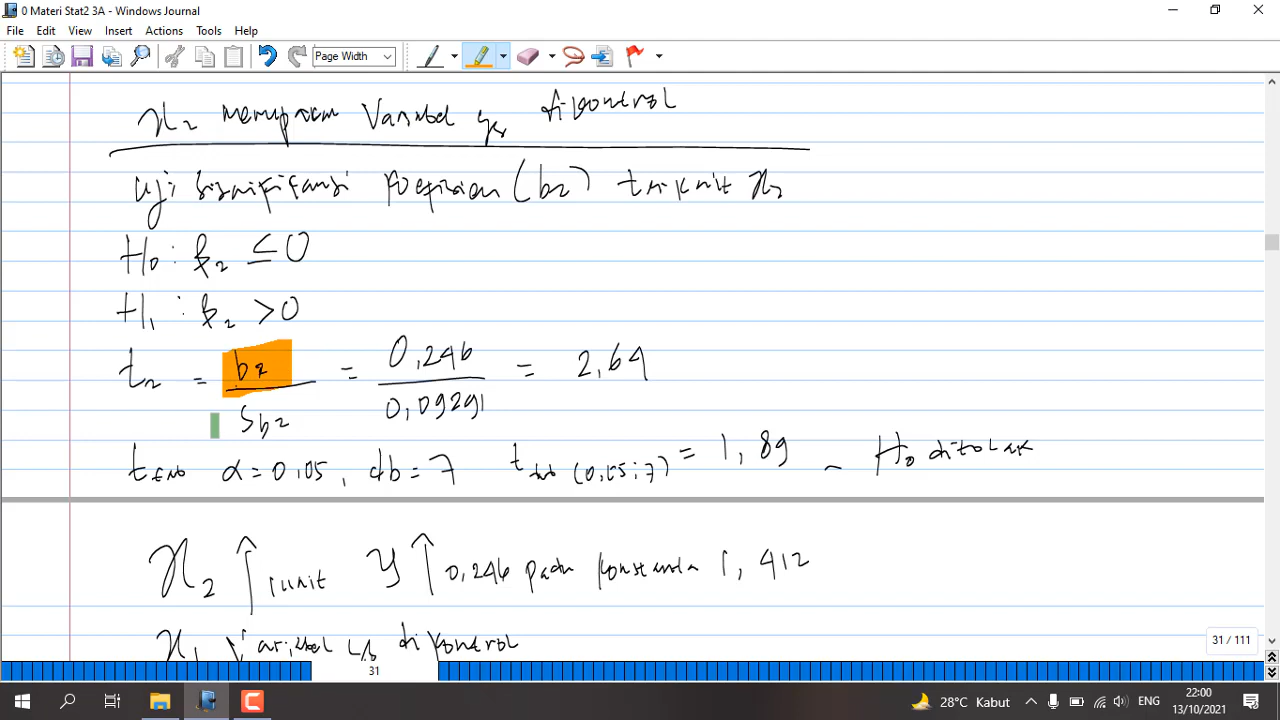 0 Materi Stat2 3A - Windows Journal
File Edit View Insert Actions Tools Help
Page Width
x₂ merupakan Variabel yg dikontrol
uji signifikansi koefisien (b₂) terkait x₂
H₀ : β₂ ≤ 0
H₁ : β₂ > 0
t₂ = b₂ / Sb₂ = 0,246 / 0,09291 = 2,64
t tab α = 0,05, db = 7 t tab (0,05;7) = 1,89 ~ H₀ ditolak
x₂ ↑ 1 unit y ↑ 0,246 pada konstanta 1,412
x₁ Variabel yg dikontrol
31 / 111
31
28°C Kabut ENG
22:00
13/10/2021